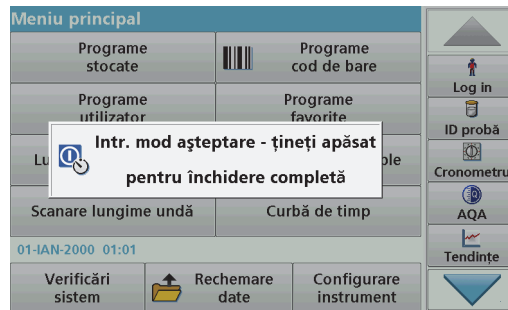 Meniu principal
Programe
stocate
Programe
cod de bare
Programe
utilizator
Programe
favorite
Intr. mod aşteptare - ţineţi apăsat
pentru închidere completă
Scanare lungime undă
Curbă de timp
01-IAN-2000 01:01
Verificări
sistem
Rechemare
date
Configurare
instrument
Log in
ID probă
Cronometru
AQA
Tendinţe